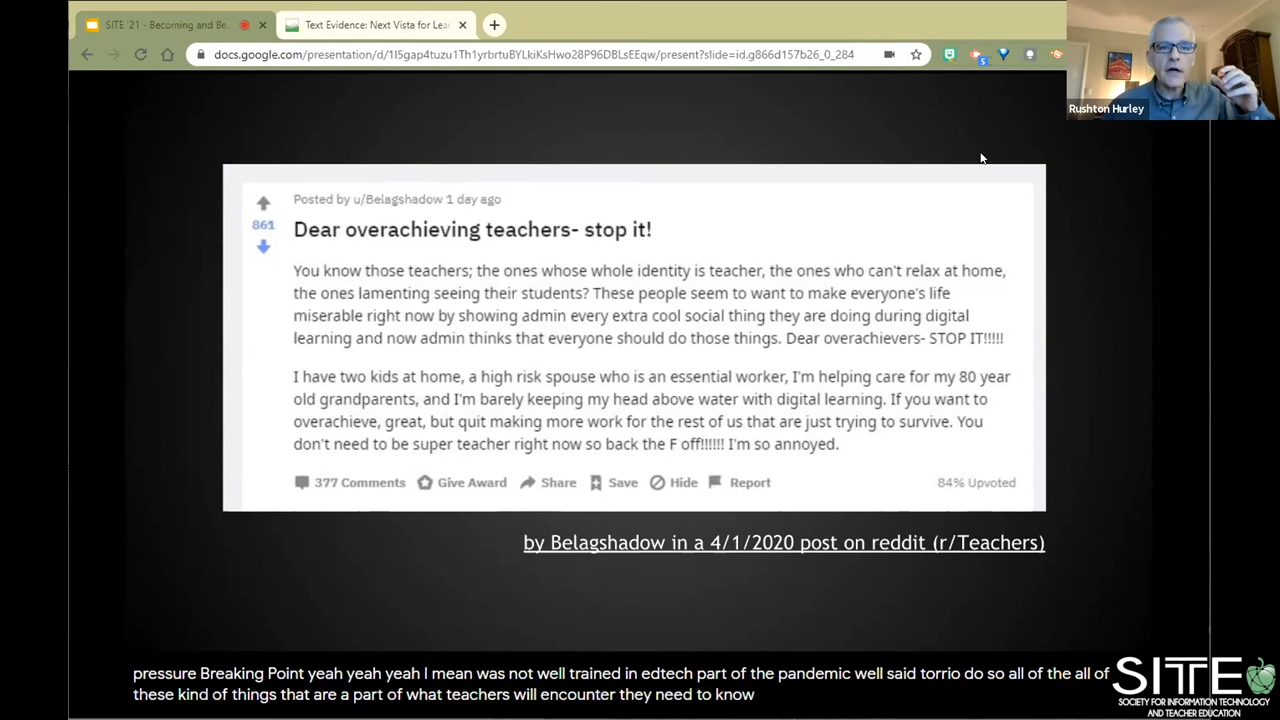 SITE '21 - Becoming and Be
Text Evidence: Next Vista for Lea
docs.google.com/presentation/d/1I5gap4tuzu1Th1yrbrtuBYLkiKsHwo28P96DBLsEEqw/present?slide=id.g866d157b26_0_284
5
Rushton Hurley
Posted by u/Belagshadow 1 day ago
861
Dear overachieving teachers- stop it!
You know those teachers; the ones whose whole identity is teacher, the ones who can't relax at home,
the ones lamenting seeing their students? These people seem to want to make everyone's life
miserable right now by showing admin every extra cool social thing they are doing during digital
learning and now admin thinks that everyone should do those things. Dear overachievers- STOP IT!!!!!
I have two kids at home, a high risk spouse who is an essential worker, I'm helping care for my 80 year
old grandparents, and I'm barely keeping my head above water with digital learning. If you want to
overachieve, great, but quit making more work for the rest of us that are just trying to survive. You
don't need to be super teacher right now so back the F off!!!!!! I'm so annoyed.
377 Comments Give Award Share Save Hide Report 84% Upvoted
by Belagshadow in a 4/1/2020 post on reddit (r/Teachers)
pressure Breaking Point yeah yeah yeah I mean was not well trained in edtech part of the pandemic well said torrio do so all of the all of
these kind of things that are a part of what teachers will encounter they need to know
SITE
SOCIETY FOR INFORMATION TECHNOLOGY
AND TEACHER EDUCATION